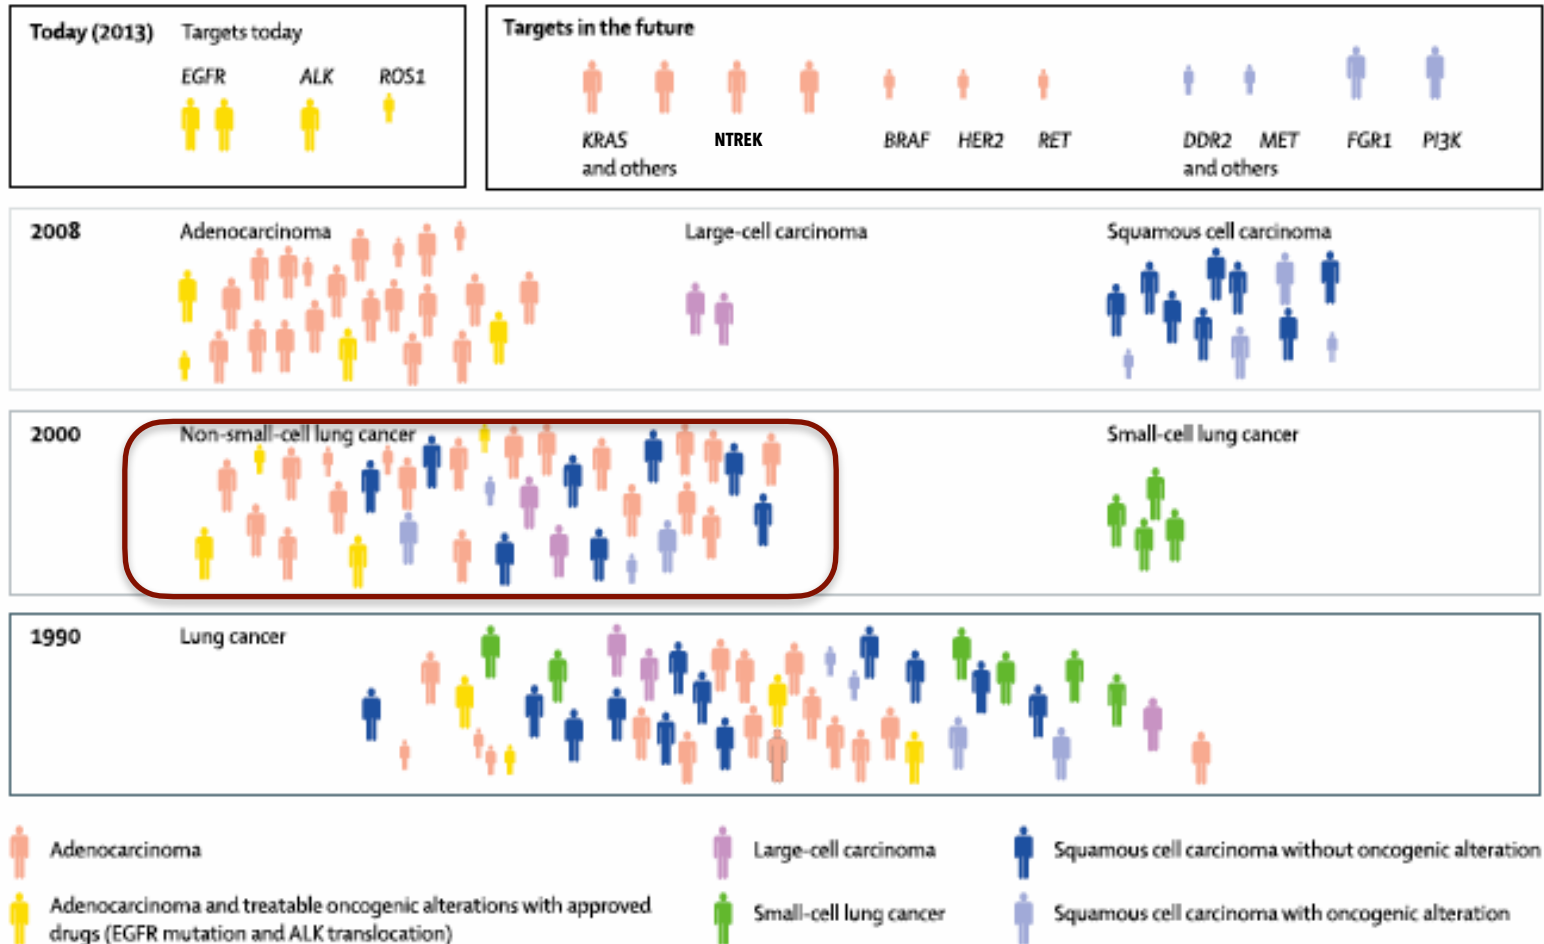 Today (2013) Targets today
EGFR ALK ROS1
Targets in the future
KRAS NTREK BRAF HER2 RET DDR2 MET FGR1 PI3K
and others and others
2008 Adenocarcinoma Large-cell carcinoma Squamous cell carcinoma
2000 Non-small-cell lung cancer Small-cell lung cancer
1990 Lung cancer
Adenocarcinoma
Adenocarcinoma and treatable oncogenic alterations with approved
drugs (EGFR mutation and ALK translocation)
Large-cell carcinoma
Small-cell lung cancer
Squamous cell carcinoma without oncogenic alteration
Squamous cell carcinoma with oncogenic alteration